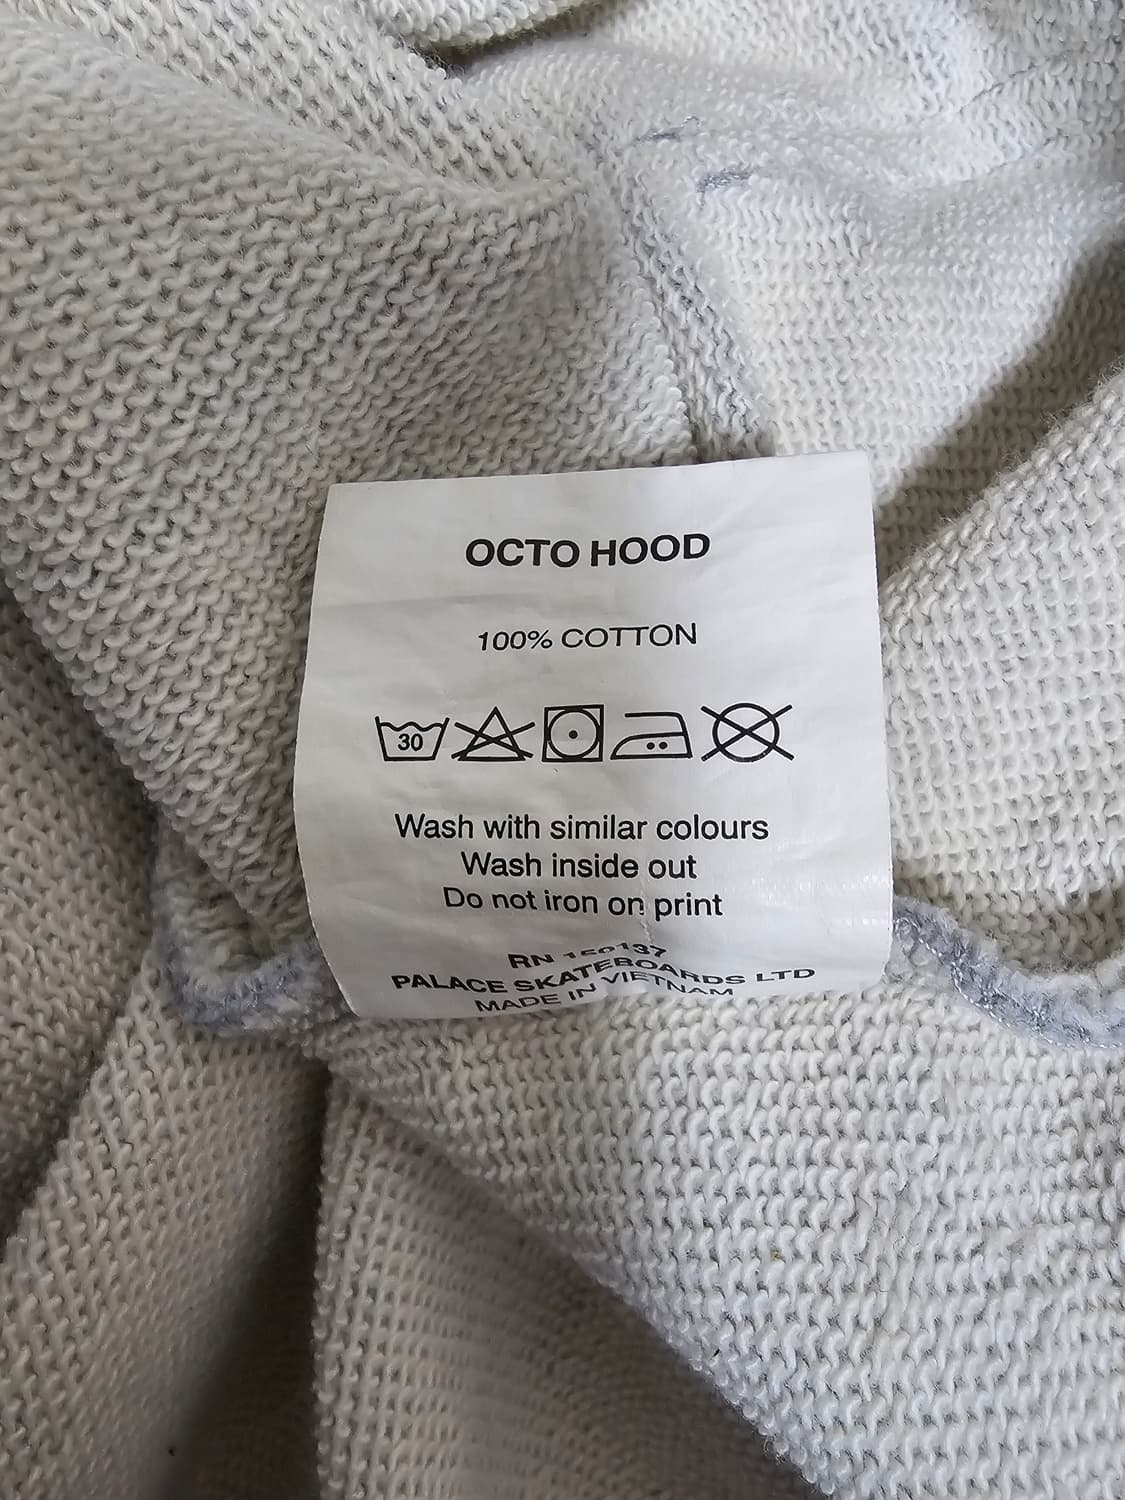 OCTO HOOD
100% COTTON
30
Wash with similar colours
Wash inside out
Do not iron on print
RN
PALACE SKATEBOARDS LTD
MADE IN VIETNAM